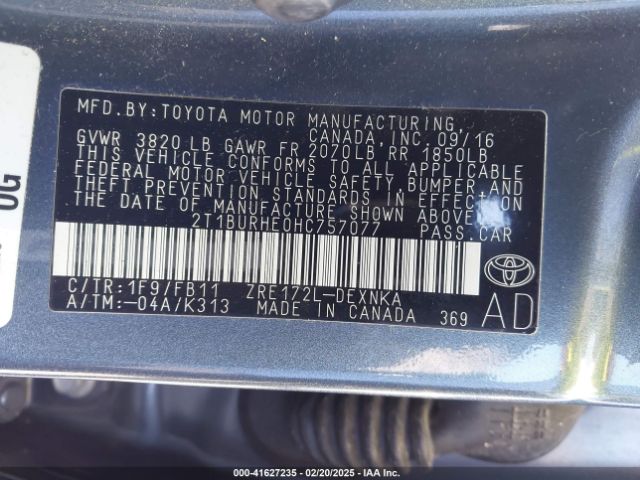 MFD.BY:TOYOTA MOTOR MANUFACTURING,
CANADA, INC. 09/16
GVWR 3820 LB GAWR FR 2070LB RR 1850LB
THIS VEHICLE CONFORMS TO ALL APPLICABLE
FEDERAL MOTOR VEHICLE SAFETY, BUMPER AND
THEFT PREVENTION STANDARDS IN EFFECT ON
THE DATE OF MANUFACTURE SHOWN ABOVE.
2T1BURHE0HC757077 PASS.CAR
C/TR:1F9/FB11 ZRE172L-DEXNKA
A/TM:-04A/K313 MADE IN CANADA 369
AD
TOYOTA
000-41627235 - 02/20/2025 - IAA Inc.